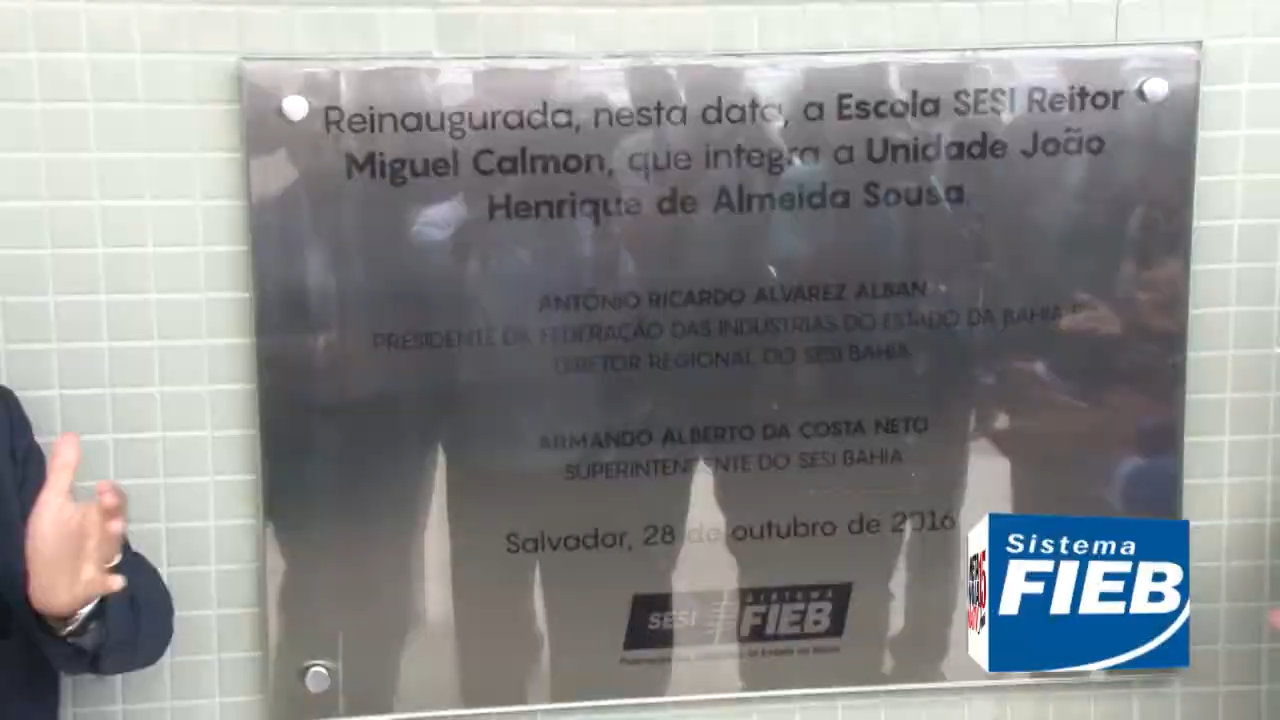 Reinaugurada, nesta data, a Escola SESI Reitor
Miguel Calmon, que integra a Unidade João
Henrique de Almeida Sousa.
ANTÔNIO RICARDO ALVAREZ ALBAN
PRESIDENTE DA FEDERAÇÃO DAS INDÚSTRIAS DO ESTADO DA BAHIA E
DIRETOR REGIONAL DO SESI BAHIA
ARMANDO ALBERTO DA COSTA NETO
SUPERINTENDENTE DO SESI BAHIA
Salvador, 28 de outubro de 2016
SESI SISTEMA FIEB
Sistema
FIEB